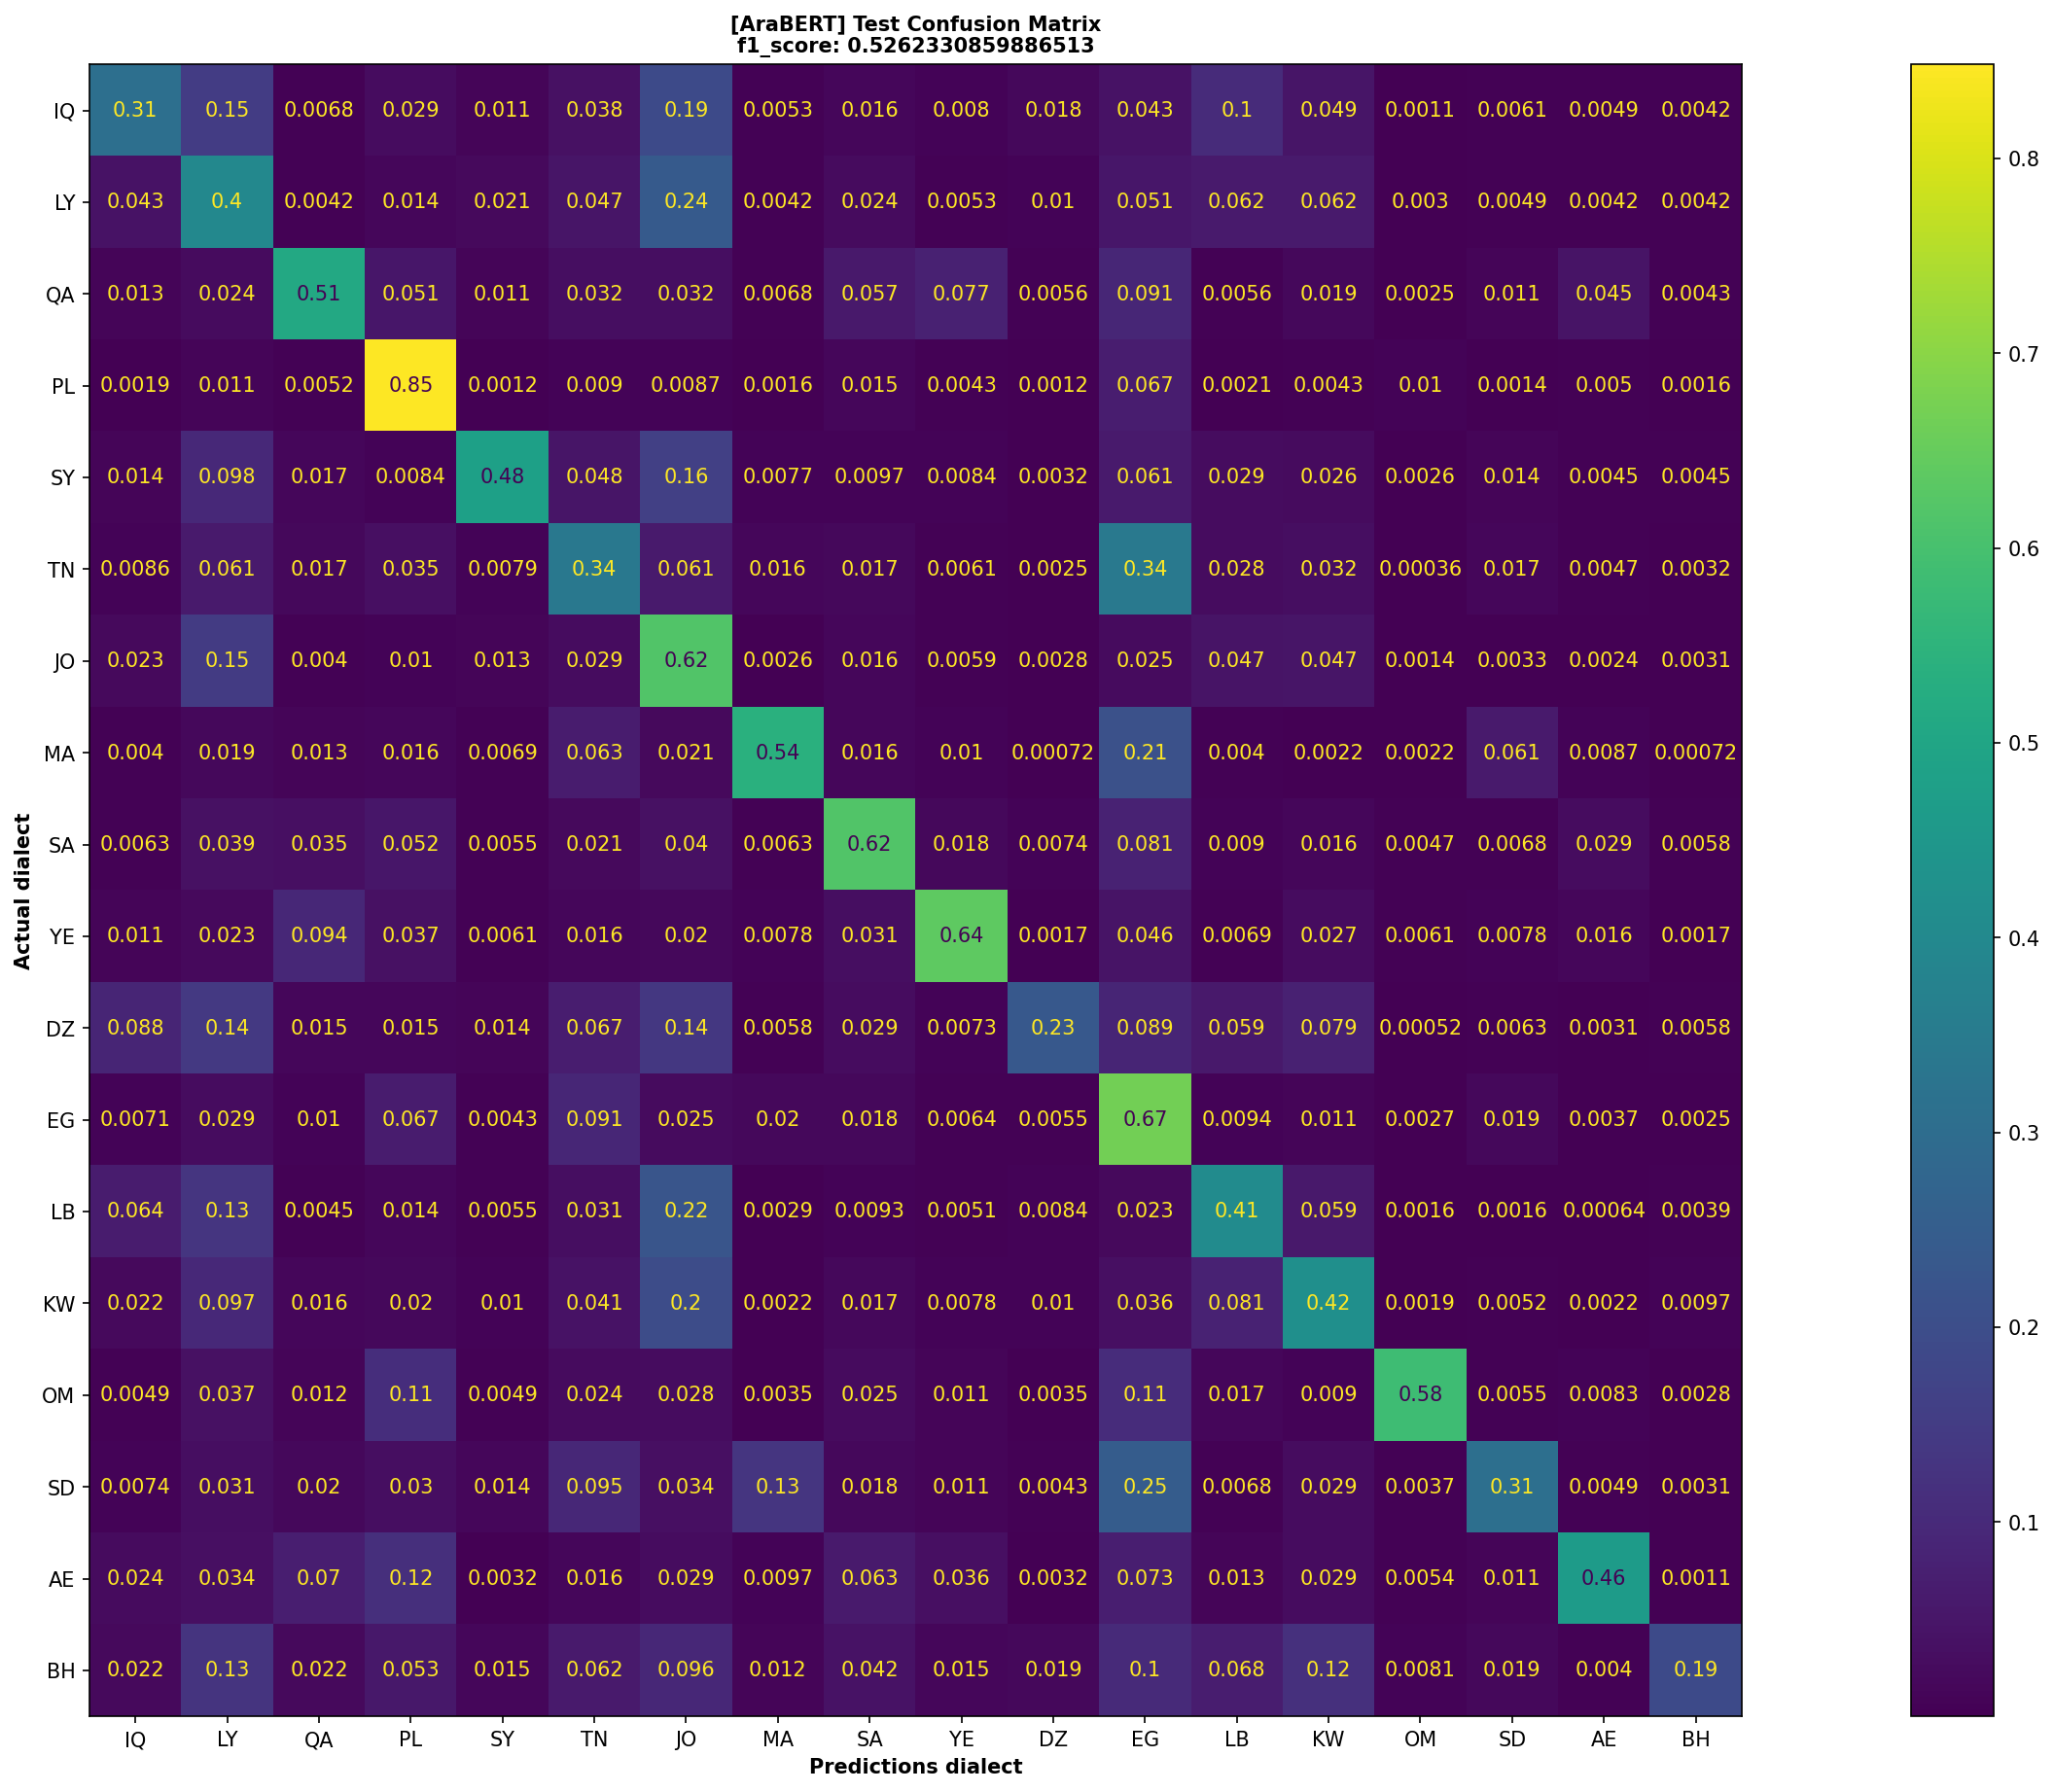 [AraBERT] Test Confusion Matrix
f1_score: 0.5262330859886513
IQ 0.31 0.15 0.0068 0.029 0.011 0.038 0.19 0.0053 0.016 0.008 0.018 0.043 0.1 0.049 0.0011 0.0061 0.0049 0.0042
LY 0.043 0.4 0.0042 0.014 0.021 0.047 0.24 0.0042 0.024 0.0053 0.01 0.051 0.062 0.062 0.003 0.0049 0.0042 0.0042
QA 0.013 0.024 0.51 0.051 0.011 0.032 0.032 0.0068 0.057 0.077 0.0056 0.091 0.0056 0.019 0.0025 0.011 0.045 0.0043
PL 0.0019 0.011 0.0052 0.85 0.0012 0.009 0.0087 0.0016 0.015 0.0043 0.0012 0.067 0.0021 0.0043 0.01 0.0014 0.005 0.0016
SY 0.014 0.098 0.017 0.0084 0.48 0.048 0.16 0.0077 0.0097 0.0084 0.0032 0.061 0.029 0.026 0.0026 0.014 0.0045 0.0045
TN 0.0086 0.061 0.017 0.035 0.0079 0.34 0.061 0.016 0.017 0.0061 0.0025 0.34 0.028 0.032 0.00036 0.017 0.0047 0.0032
JO 0.023 0.15 0.004 0.01 0.013 0.029 0.62 0.0026 0.016 0.0059 0.0028 0.025 0.047 0.047 0.0014 0.0033 0.0024 0.0031
MA 0.004 0.019 0.013 0.016 0.0069 0.063 0.021 0.54 0.016 0.01 0.00072 0.21 0.004 0.0022 0.0022 0.061 0.0087 0.00072
SA 0.0063 0.039 0.035 0.052 0.0055 0.021 0.04 0.0063 0.62 0.018 0.0074 0.081 0.009 0.016 0.0047 0.0068 0.029 0.0058
YE 0.011 0.023 0.094 0.037 0.0061 0.016 0.02 0.0078 0.031 0.64 0.0017 0.046 0.0069 0.027 0.0061 0.0078 0.016 0.0017
DZ 0.088 0.14 0.015 0.015 0.014 0.067 0.14 0.0058 0.029 0.0073 0.23 0.089 0.059 0.079 0.00052 0.0063 0.0031 0.0058
EG 0.0071 0.029 0.01 0.067 0.0043 0.091 0.025 0.02 0.018 0.0064 0.0055 0.67 0.0094 0.011 0.0027 0.019 0.0037 0.0025
LB 0.064 0.13 0.0045 0.014 0.0055 0.031 0.22 0.0029 0.0093 0.0051 0.0084 0.023 0.41 0.059 0.0016 0.0016 0.00064 0.0039
KW 0.022 0.097 0.016 0.02 0.01 0.041 0.2 0.0022 0.017 0.0078 0.01 0.036 0.081 0.42 0.0019 0.0052 0.0022 0.0097
OM 0.0049 0.037 0.012 0.11 0.0049 0.024 0.028 0.0035 0.025 0.011 0.0035 0.11 0.017 0.009 0.58 0.0055 0.0083 0.0028
SD 0.0074 0.031 0.02 0.03 0.014 0.095 0.034 0.13 0.018 0.011 0.0043 0.25 0.0068 0.029 0.0037 0.31 0.0049 0.0031
AE 0.024 0.034 0.07 0.12 0.0032 0.016 0.029 0.0097 0.063 0.036 0.0032 0.073 0.013 0.029 0.0054 0.011 0.46 0.0011
BH 0.022 0.13 0.022 0.053 0.015 0.062 0.096 0.012 0.042 0.015 0.019 0.1 0.068 0.12 0.0081 0.019 0.004 0.19
IQ LY QA PL SY TN JO MA SA YE DZ EG LB KW OM SD AE BH
Predictions dialect
Actual dialect
0.8
0.7
0.6
0.5
0.4
0.3
0.2
0.1